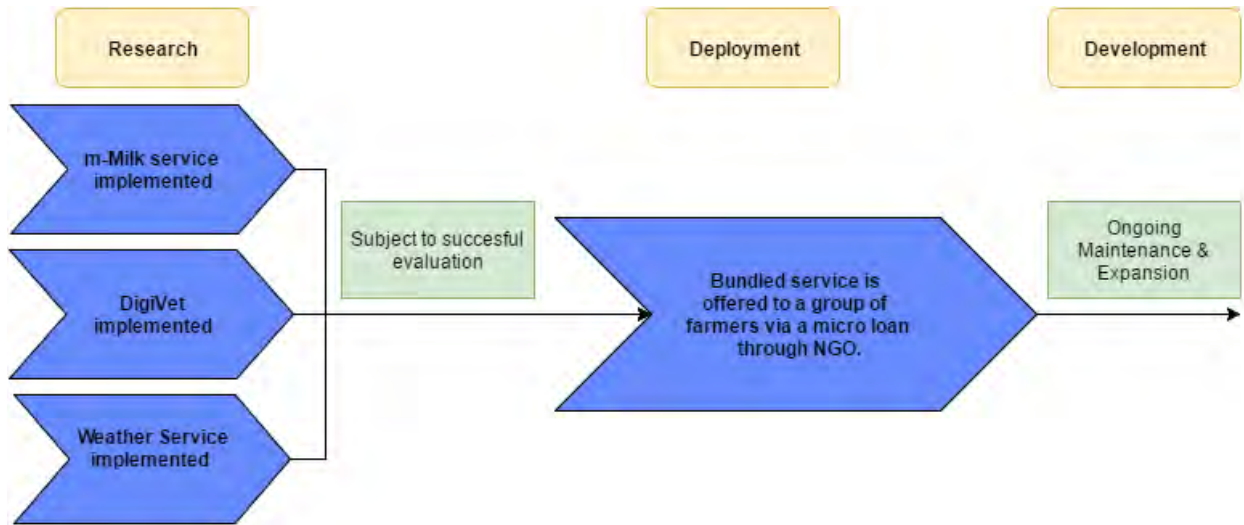 Research
Deployment
Development
m-Milk service
implemented
Subject to succesful
evaluation
Ongoing
Maintenance &
Expansion
DigiVet
implemented
Bundled service is
offered to a group of
farmers via a micro loan
through NGO.
Weather Service
implemented